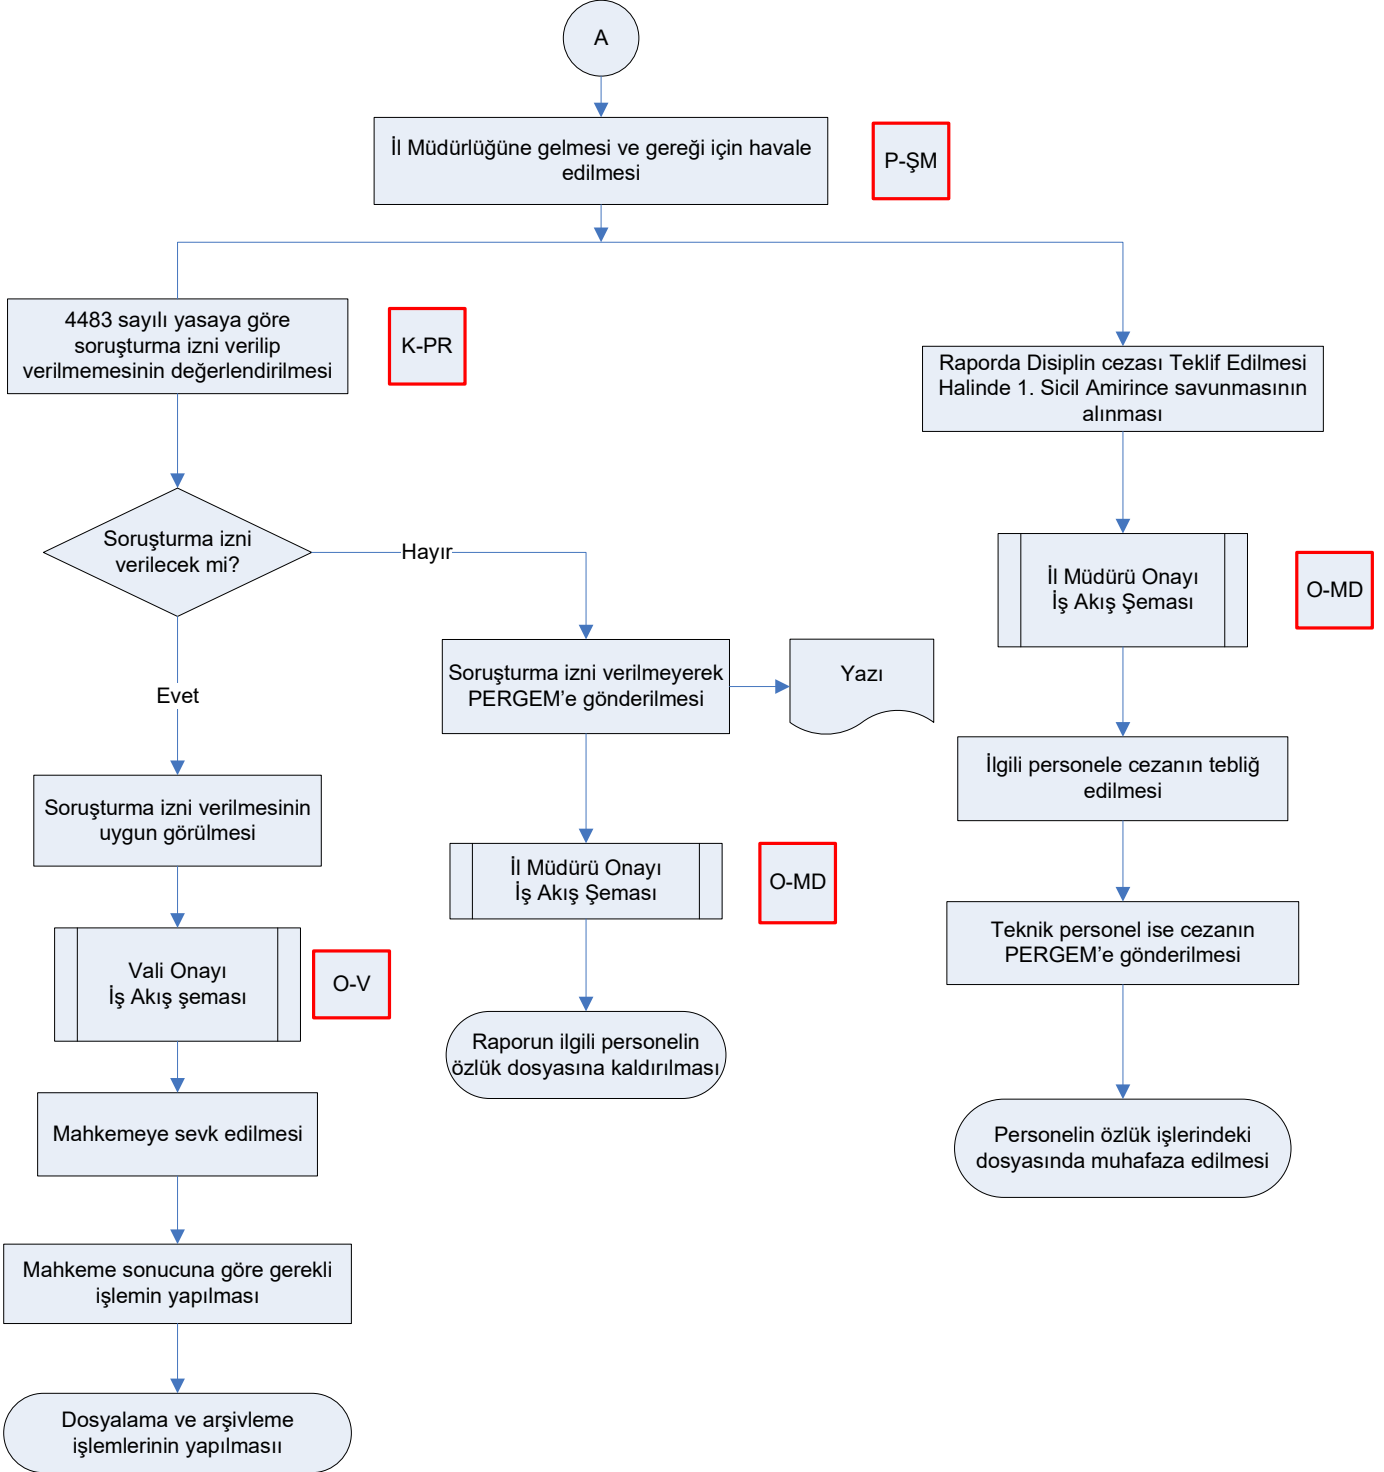 A
İl Müdürlüğüne gelmesi ve gereği için havale
edilmesi
P-ŞM
4483 sayılı yasaya göre
soruşturma izni verilip
verilmemesinin değerlendirilmesi
K-PR
Raporda Disiplin cezası Teklif Edilmesi
Halinde 1. Sicil Amirince savunmasının
alınması
Soruşturma izni
verilecek mi?
Hayır
İl Müdürü Onayı
İş Akış Şeması
O-MD
Evet
Soruşturma izni verilmeyerek
PERGEM’e gönderilmesi
Yazı
İlgili personele cezanın tebliğ
edilmesi
Soruşturma izni verilmesinin
uygun görülmesi
İl Müdürü Onayı
İş Akış Şeması
O-MD
Teknik personel ise cezanın
PERGEM’e gönderilmesi
Vali Onayı
İş Akış şeması
O-V
Raporun ilgili personelin
özlük dosyasına kaldırılması
Mahkemeye sevk edilmesi
Personelin özlük işlerindeki
dosyasında muhafaza edilmesi
Mahkeme sonucuna göre gerekli
işlemin yapılması
Dosyalama ve arşivleme
işlemlerinin yapılmasıı